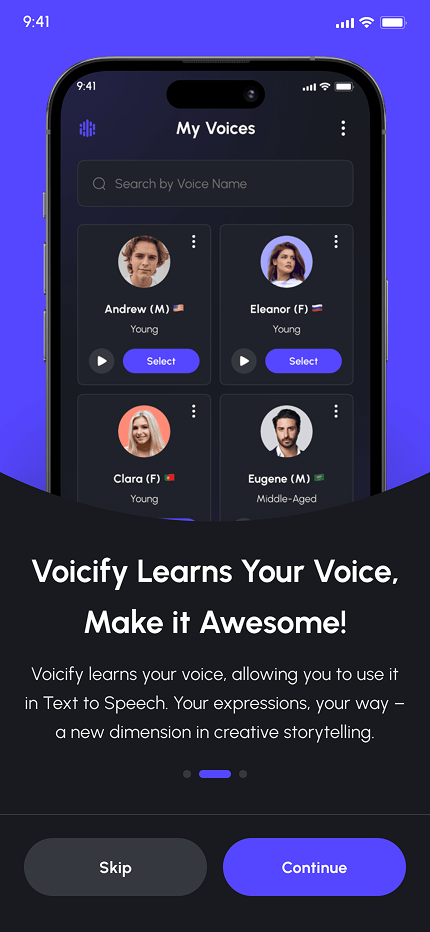 9:41
9:41
My Voices
Search by Voice Name
Andrew (M)
Young
Select
Eleanor (F)
Young
Select
Clara (F)
Young
Eugene (M)
Middle-Aged
Voicify Learns Your Voice,
Make it Awesome!
Voicify learns your voice, allowing you to use it
in Text to Speech. Your expressions, your way –
a new dimension in creative storytelling.
Skip
Continue